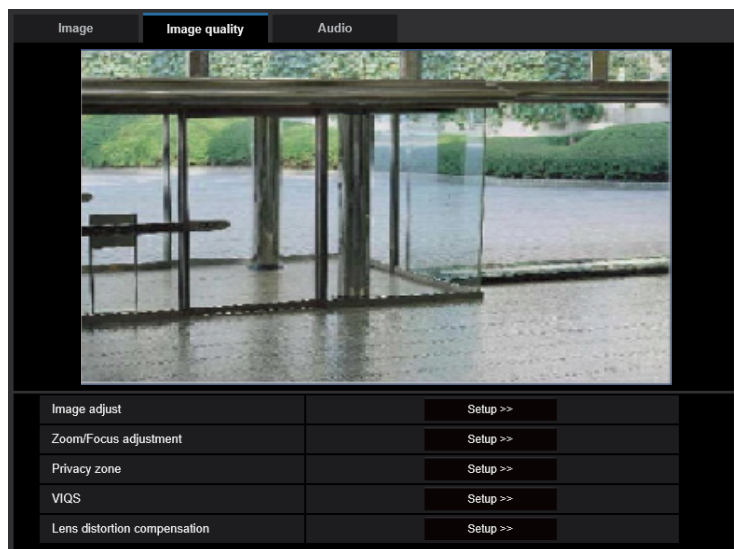 Image Image quality Audio
Image adjust Setup >>
Zoom/Focus adjustment Setup >>
Privacy zone Setup >>
VIQS Setup >>
Lens distortion compensation Setup >>